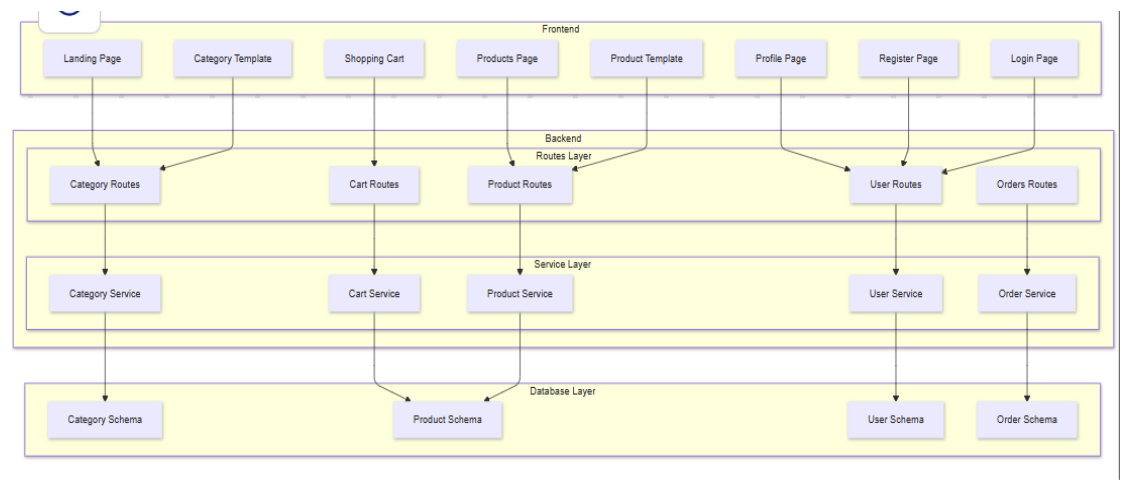 Frontend
Landing Page
Category Template
Shopping Cart
Products Page
Product Template
Profile Page
Register Page
Login Page
Backend
Routes Layer
Category Routes
Cart Routes
Product Routes
User Routes
Orders Routes
Service Layer
Category Service
Cart Service
Product Service
User Service
Order Service
Database Layer
Category Schema
Product Schema
User Schema
Order Schema